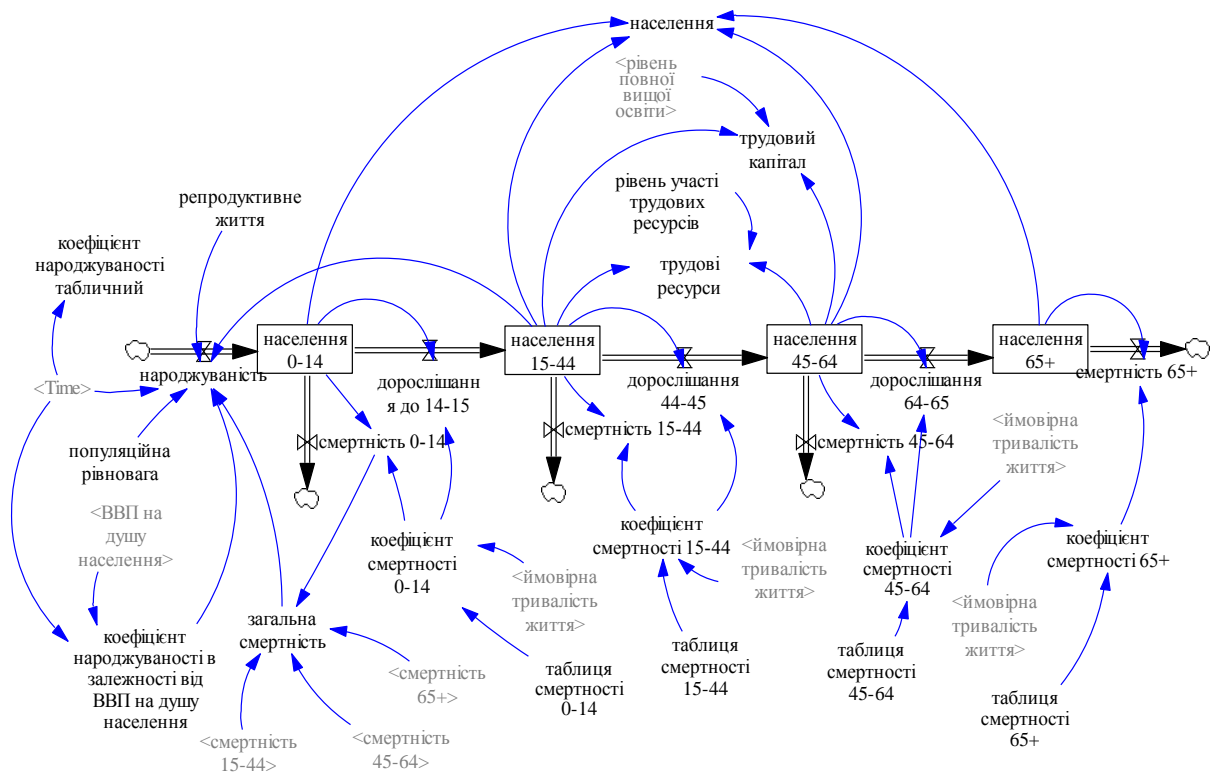 населення
<рівень
повної
вищої
освіти>
трудовий
капітал
репродуктивне
життя
рівень участі
трудових
ресурсів
коефіцієнт
народжуваності
табличний
трудові
ресурси
населення
0-14
населення
15-44
населення
45-64
населення
65+
<Time>
народжуваність
дорослішанн
я до 14-15
дорослішання
44-45
дорослішання
64-65
смертність 65+
смертність 0-14
смертність 15-44
смертність 45-64
<ймовірна
тривалість
життя>
популяційна
рівновага
<ВВП на
душу
населення>
коефіцієнт
смертності
0-14
<ймовірна
тривалість
життя>
коефіцієнт
смертності 15-44
<ймовірна
тривалість
життя>
коефіцієнт
смертності
45-64
коефіцієнт
смертності 65+
<ймовірна
тривалість
життя>
коефіцієнт
народжуваності в
залежності від
ВВП на душу
населення
загальна
смертність
<смертність
65+>
таблиця
смертності
0-14
таблиця
смертності
15-44
таблиця
смертності
45-64
таблиця
смертності
65+
<смертність
15-44>
<смертність
45-64>